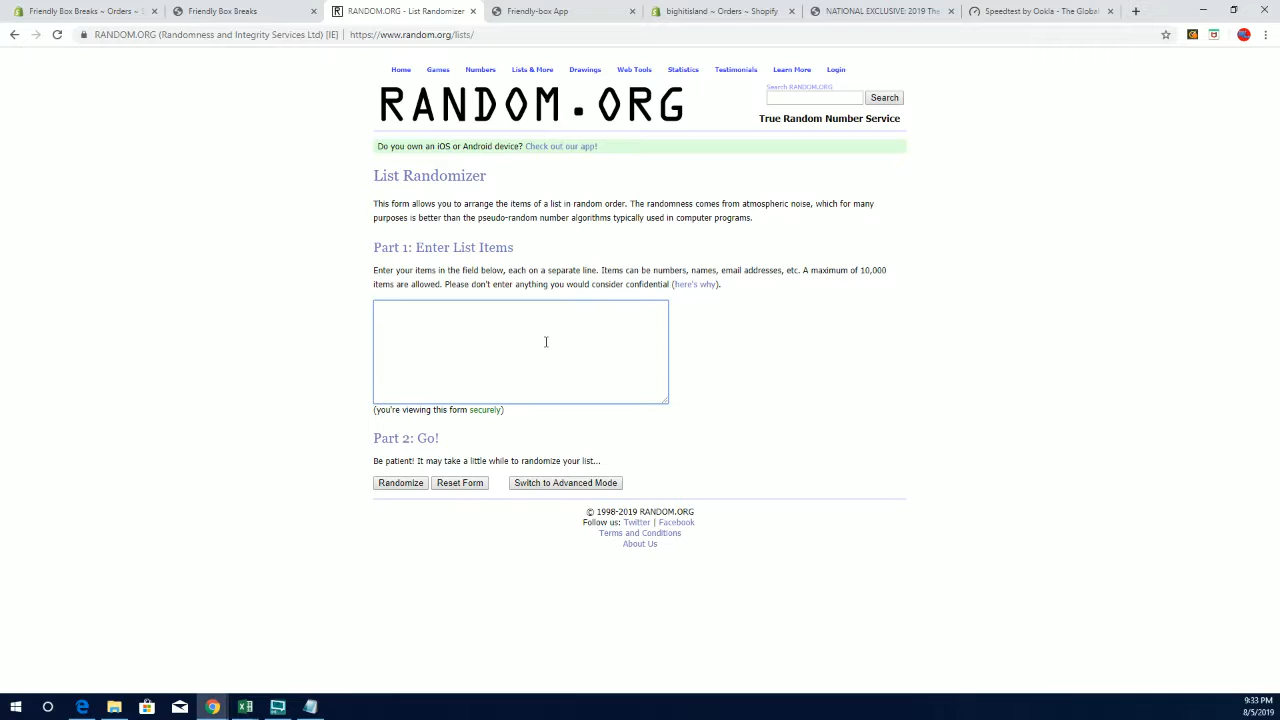 Friendly Box Breaks ~ Orders ~ S
Friendly Box Breaks
RANDOM.ORG - List Randomizer
Friendly-box App
bightisland ~ Orders ~ Shopify
NATIONAL EXCLUSIVE: 2019 The
Speedtest by Ookla - The Global
RANDOM.ORG (Randomness and Integrity Services Ltd) [IE] | https://www.random.org/lists/
Home Games Numbers Lists & More Drawings Web Tools Statistics Testimonials Learn More Login
RANDOM.ORG
Search RANDOM.ORG
Search
True Random Number Service
Do you own an iOS or Android device? Check out our app!
List Randomizer
This form allows you to arrange the items of a list in random order. The randomness comes from atmospheric noise, which for many
purposes is better than the pseudo-random number algorithms typically used in computer programs.
Part 1: Enter List Items
Enter your items in the field below, each on a separate line. Items can be numbers, names, email addresses, etc. A maximum of 10,000
items are allowed. Please don't enter anything you would consider confidential (here's why).
(you're viewing this form securely)
Part 2: Go!
Be patient! It may take a little while to randomize your list...
Randomize Reset Form Switch to Advanced Mode
© 1998-2019 RANDOM.ORG
Follow us: Twitter | Facebook
Terms and Conditions
About Us
9:33 PM
8/5/2019